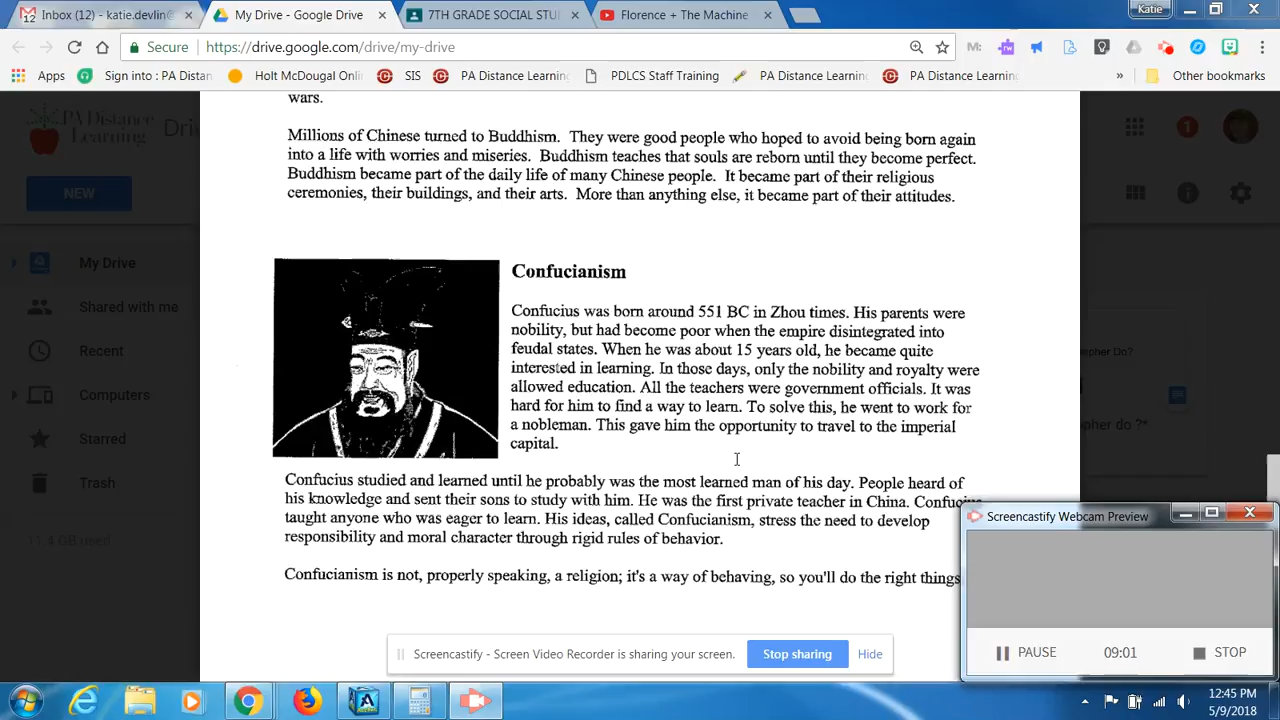 Inbox (12) - katie.devlin@
My Drive - Google Drive
7TH GRADE SOCIAL STU
Florence + The Machine
Katie
Secure
https://drive.google.com/drive/my-drive
Apps
Sign into : PA Distan
Holt McDougal Onlin
SIS
PA Distance Learning
PDLCS Staff Training
PA Distance Learnin
PA Distance Learnin
»
Other bookmarks
PA Distance
Learning
NEW
My Drive
Shared with me
Recent
Computers
Starred
Trash
1
wars.
Millions of Chinese turned to Buddhism. They were good people who hoped to avoid being born again
into a life with worries and miseries. Buddhism teaches that souls are reborn until they become perfect.
Buddhism became part of the daily life of many Chinese people. It became part of their religious
ceremonies, their buildings, and their arts. More than anything else, it became part of their attitudes.
Confucianism
Confucius was born around 551 BC in Zhou times. His parents were
nobility, but had become poor when the empire disintegrated into
feudal states. When he was about 15 years old, he became quite
interested in learning. In those days, only the nobility and royalty were
allowed education. All the teachers were government officials. It was
hard for him to find a way to learn. To solve this, he went to work for
a nobleman. This gave him the opportunity to travel to the imperial
capital.
Confucius studied and learned until he probably was the most learned man of his day. People heard of
his knowledge and sent their sons to study with him. He was the first private teacher in China. Confucius
taught anyone who was eager to learn. His ideas, called Confucianism, stress the need to develop
responsibility and moral character through rigid rules of behavior.
Confucianism is not, properly speaking, a religion; it's a way of behaving, so you'll do the right things
pher Do?
pher do ?*
Screencastify Webcam Preview
PAUSE
09:01
STOP
Screencastify - Screen Video Recorder is sharing your screen.
Stop sharing
Hide
12:45 PM
5/9/2018